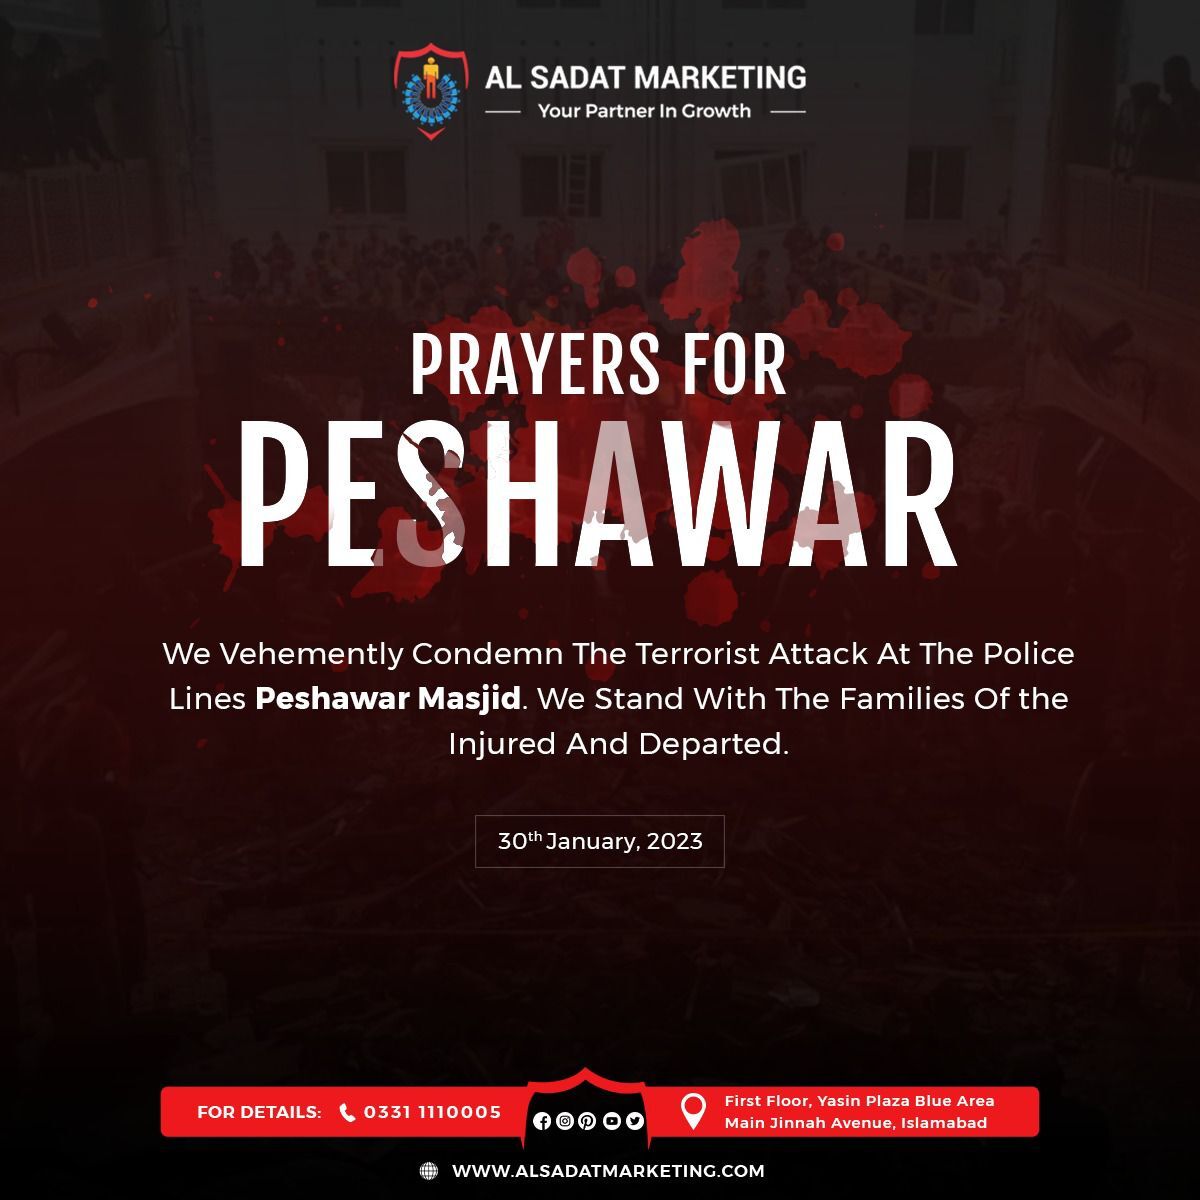 AL SADAT MARKETING
Your Partner In Growth
PRAYERS FOR
PESHAWAR
We Vehemently Condemn The Terrorist Attack At The Police
Lines Peshawar Masjid. We Stand With The Families Of the
Injured And Departed.
30th January, 2023
FOR DETAILS: 0331 1110005
First Floor, Yasin Plaza Blue Area
Main Jinnah Avenue, Islamabad
WWW.ALSADATMARKETING.COM